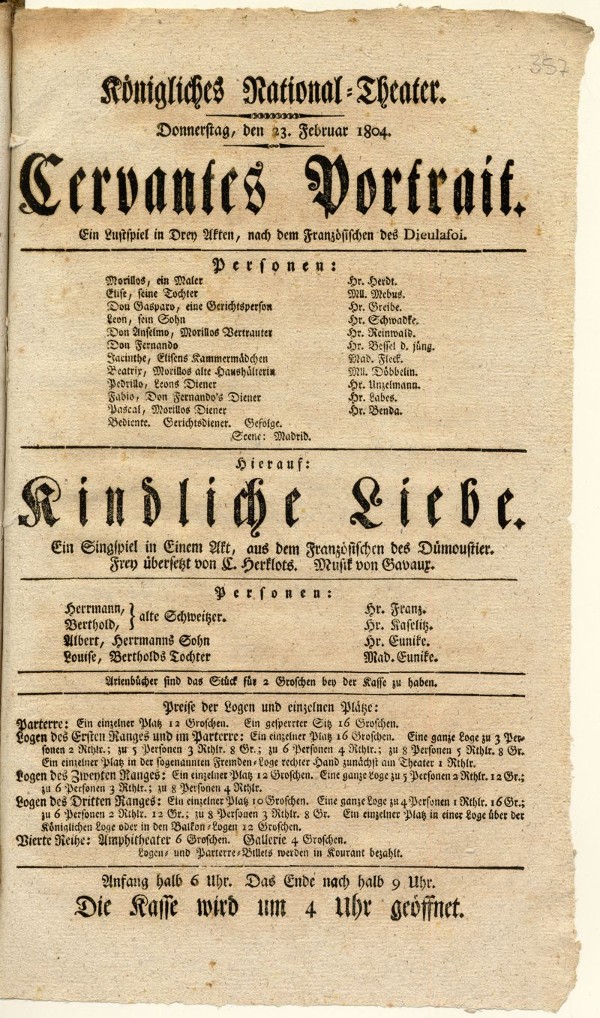 357
Königliches National-Theater.
Donnerstag, den 23. Februar 1804.
Cervantes Portrait.
Ein Lustspiel in Drey Akten, nach dem Französischen des Dieulafoi.
Personen:
Morillos, ein Maler Hr. Herdt.
Elise, seine Tochter Mll. Mebus.
Don Gasparo, eine Gerichtsperson Hr. Greibe.
Leon, sein Sohn Hr. Schwadke.
Don Anselmo, Morillos Vertrauter Hr. Reinwald.
Don Fernando Hr. Bessel d. jüng.
Jacinthe, Elisens Kammermädchen Mad. Fleck.
Beatrix, Morillos alte Haushälterin Mll. Döbbelin.
Pedrillo, Leons Diener Hr. Unzelmann.
Fabio, Don Fernando's Diener Hr. Labes.
Pascal, Morillos Diener Hr. Benda.
Bediente. Gerichtsdiener. Gefolge.
Scene: Madrid.
Hierauf:
Kindliche Liebe.
Ein Singspiel in Einem Akt, aus dem Französischen des Dümoustier.
Frey übersetzt von C. Herklots. Musik von Gavaux.
Personen:
Herrmann, } alte Schweitzer. Hr. Franz.
Berthold, Hr. Kaselitz.
Albert, Herrmanns Sohn Hr. Eunike.
Louise, Bertholds Tochter Mad. Eunike.
Arienbücher sind das Stück für 2 Groschen bey der Kasse zu haben.
Preise der Logen und einzelnen Plätze:
Parterre: Ein einzelner Platz 12 Groschen. Ein gesperrter Sitz 16 Groschen.
Logen des Ersten Ranges und im Parterre: Ein einzelner Platz 16 Groschen. Eine ganze Loge zu 3 Per-
sonen 2 Rthlr.; zu 5 Personen 3 Rthlr. 8 Gr.; zu 6 Personen 4 Rthlr.; zu 8 Personen 5 Rthlr. 8 Gr.
Ein einzelner Platz in der sogenannten Fremden-Loge rechter Hand zunächst am Theater 1 Rthlr.
Logen des Zweyten Ranges: Ein einzelner Platz 12 Groschen. Eine ganze Loge zu 5 Personen 2 Rthlr. 12 Gr.;
zu 6 Personen 3 Rthlr.; zu 8 Personen 4 Rthlr.
Logen des Dritten Ranges: Ein einzelner Platz 10 Groschen. Eine ganze Loge zu 4 Personen 1 Rthlr. 16 Gr.;
zu 6 Personen 2 Rthlr. 12 Gr.; zu 8 Personen 3 Rthlr. 8 Gr. Ein einzelner Platz in einer Loge über der
Königlichen Loge oder in den Balkon-Logen 12 Groschen.
Vierte Reihe: Amphitheater 6 Groschen. Gallerie 4 Groschen.
Logen- und Parterre-Billets werden in Kourant bezahlt.
Anfang halb 6 Uhr. Das Ende nach halb 9 Uhr.
Die Kasse wird um 4 Uhr geöffnet.